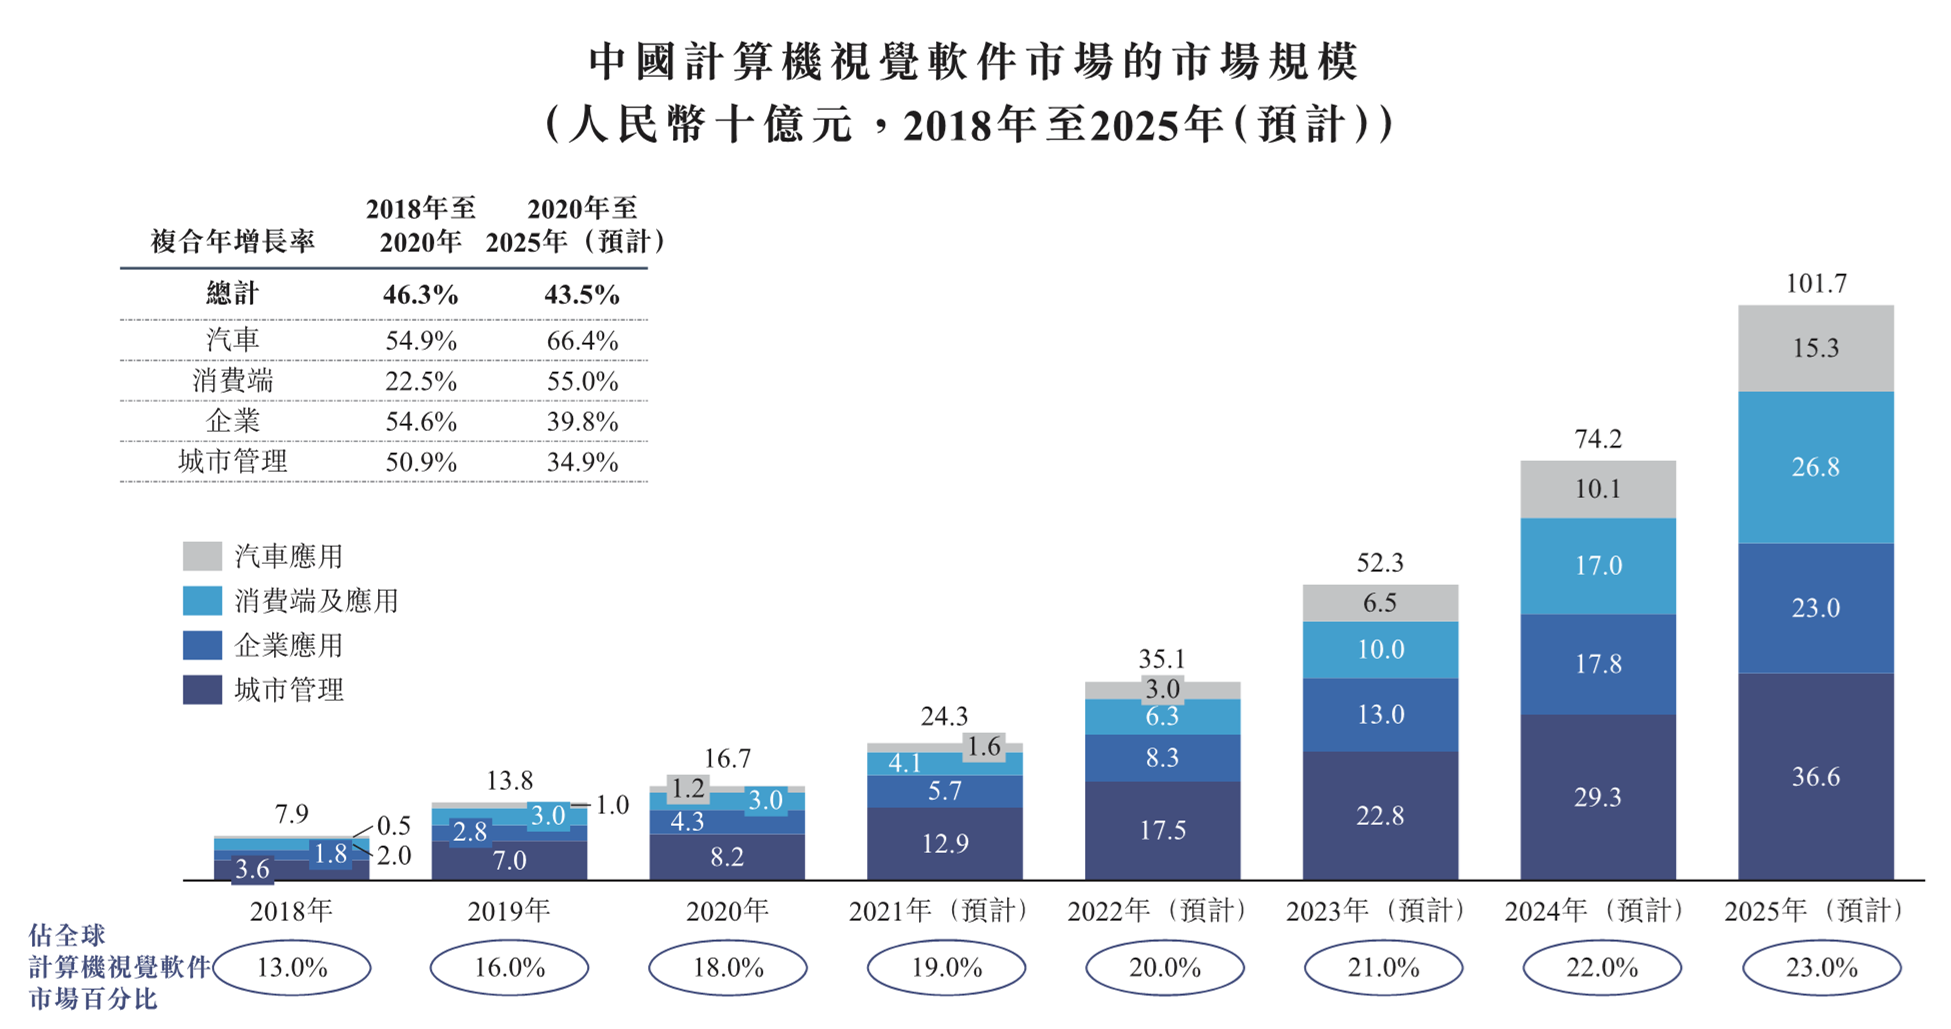 中國計算機視覺軟件市場的市場規模
(人民幣十億元，2018年至2025年(預計))
複合年增長率 2018年至2020年 2020年至2025年（預計）
總計 46.3% 43.5%
汽車 54.9% 66.4%
消費端 22.5% 55.0%
企業 54.6% 39.8%
城市管理 50.9% 34.9%
汽車應用
消費端及應用
企業應用
城市管理
7.9
0.5
2.0
1.8
3.6
13.8
1.0
3.0
2.8
7.0
16.7
1.2
3.0
4.3
8.2
24.3
1.6
4.1
5.7
12.9
35.1
3.0
6.3
8.3
17.5
52.3
6.5
10.0
13.0
22.8
74.2
10.1
17.0
17.8
29.3
101.7
15.3
26.8
23.0
36.6
2018年 2019年 2020年 2021年（預計） 2022年（預計） 2023年（預計） 2024年（預計） 2025年（預計）
佔全球
計算機視覺軟件
市場百分比
13.0% 16.0% 18.0% 19.0% 20.0% 21.0% 22.0% 23.0%